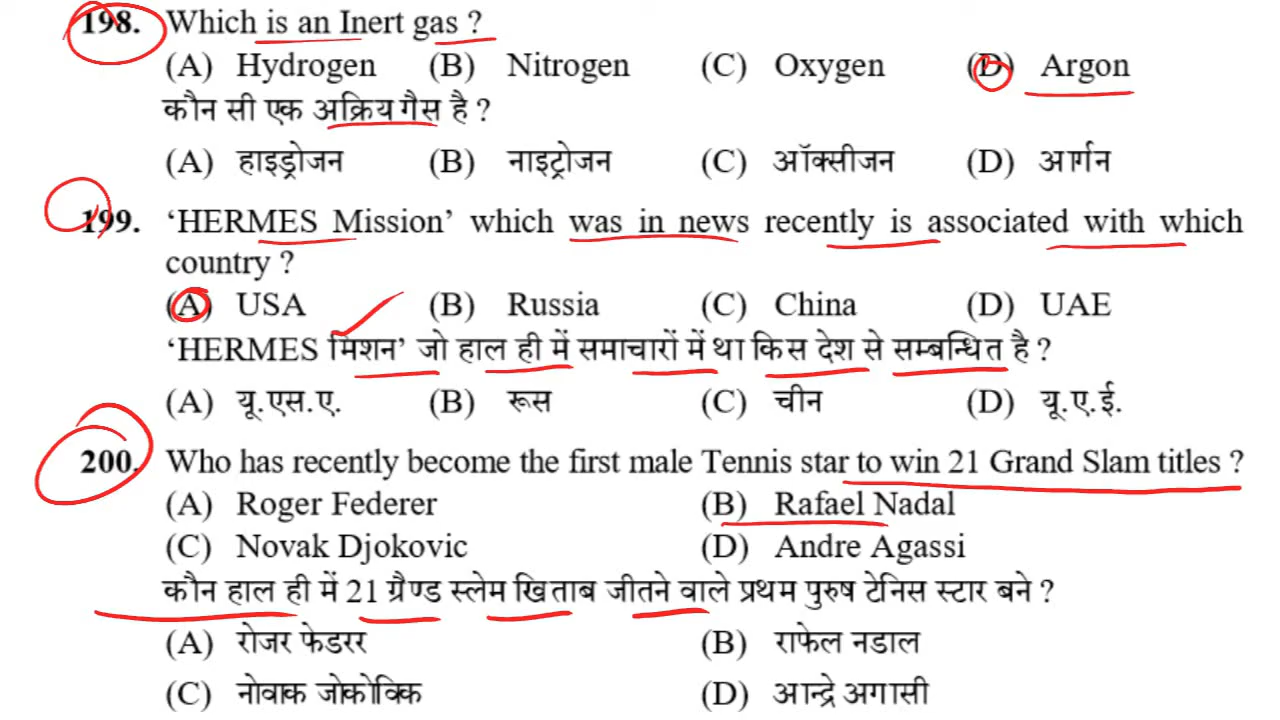 198. Which is an Inert gas ?
(A) Hydrogen (B) Nitrogen (C) Oxygen (D) Argon
कौन सी एक अक्रिय गैस है ?
(A) हाइड्रोजन (B) नाइट्रोजन (C) ऑक्सीजन (D) आर्गन
199. ‘HERMES Mission’ which was in news recently is associated with which
country ?
(A) USA (B) Russia (C) China (D) UAE
‘HERMES मिशन’ जो हाल ही में समाचारों में था किस देश से सम्बन्धित है ?
(A) यू.एस.ए. (B) रूस (C) चीन (D) यू.ए.ई.
200. Who has recently become the first male Tennis star to win 21 Grand Slam titles ?
(A) Roger Federer (B) Rafael Nadal
(C) Novak Djokovic (D) Andre Agassi
कौन हाल ही में 21 ग्रैण्ड स्लेम खिताब जीतने वाले प्रथम पुरुष टेनिस स्टार बने ?
(A) रोजर फेडरर (B) राफेल नडाल
(C) नोवाक जोकोविक (D) आन्द्रे अगासी